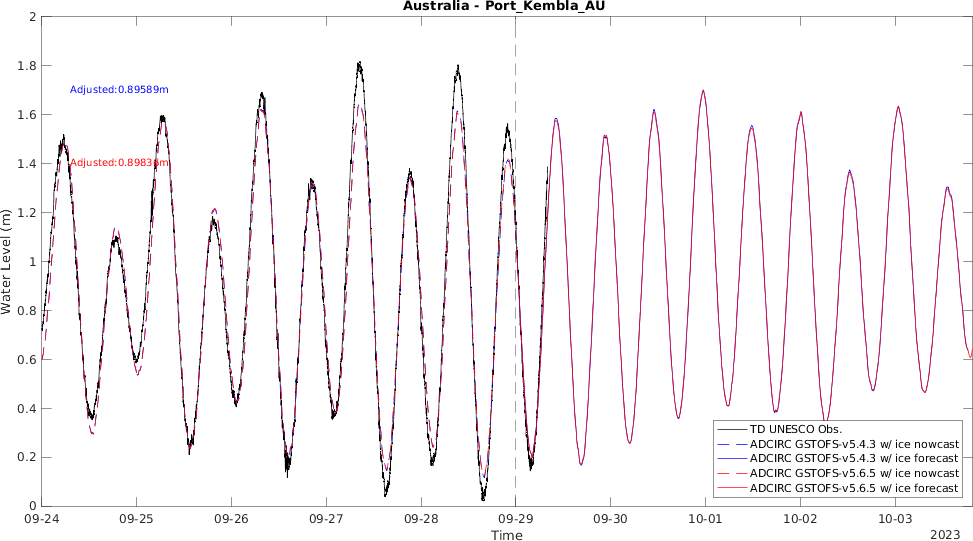 Australia - Port_Kembla_AU
2
1.8
Adjusted:0.89589m
1.6
1.4
Adjusted:0.8983
1.2
1
Water Level (m)
0.8
0.6
0.4
0.2
0
TD UNESCO Obs.
ADCIRC GSTOFS-v5.4.3 w/ ice nowcast
ADCIRC GSTOFS-v5.4.3 w/ ice forecast
ADCIRC GSTOFS-v5.6.5 w/ ice nowcast
ADCIRC GSTOFS-v5.6.5 w/ ice forecast
09-24 09-25 09-26 09-27 09-28 09-29 09-30 10-01 10-02 10-03
Time
2023